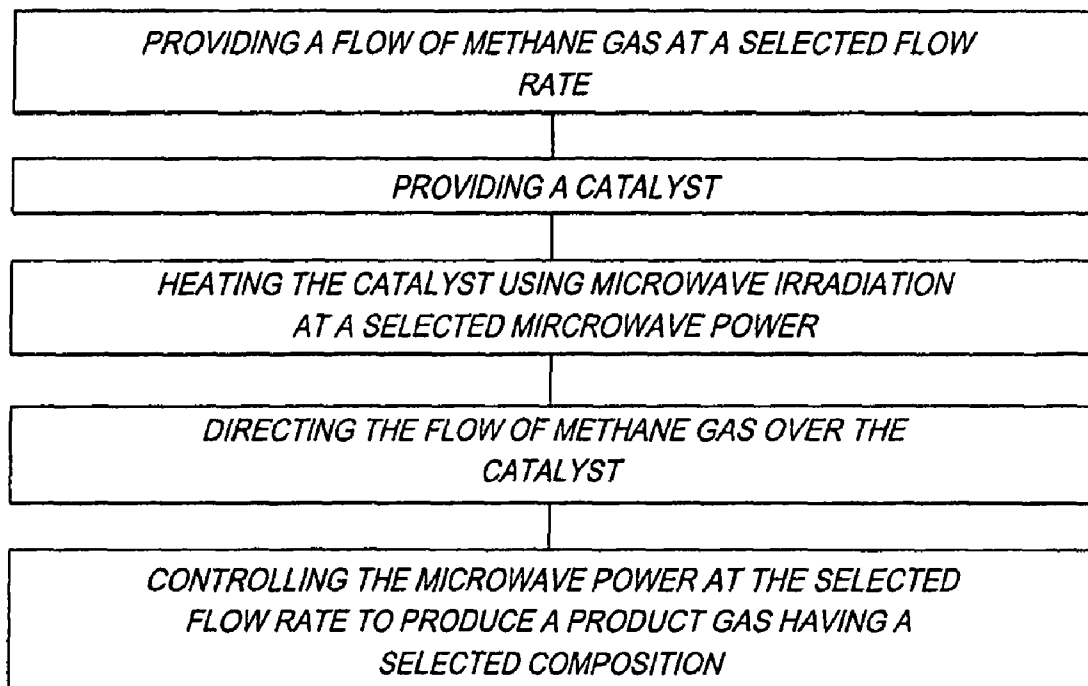 PROVIDING A FLOW OF METHANE GAS AT A SELECTED FLOW
RATE
PROVIDING A CATALYST
HEATING THE CATALYST USING MICROWAVE IRRADIATION
AT A SELECTED MIRCROWAVE POWER
DIRECTING THE FLOW OF METHANE GAS OVER THE
CATALYST
CONTROLLING THE MICROWAVE POWER AT THE SELECTED
FLOW RATE TO PRODUCE A PRODUCT GAS HAVING A
SELECTED COMPOSITION